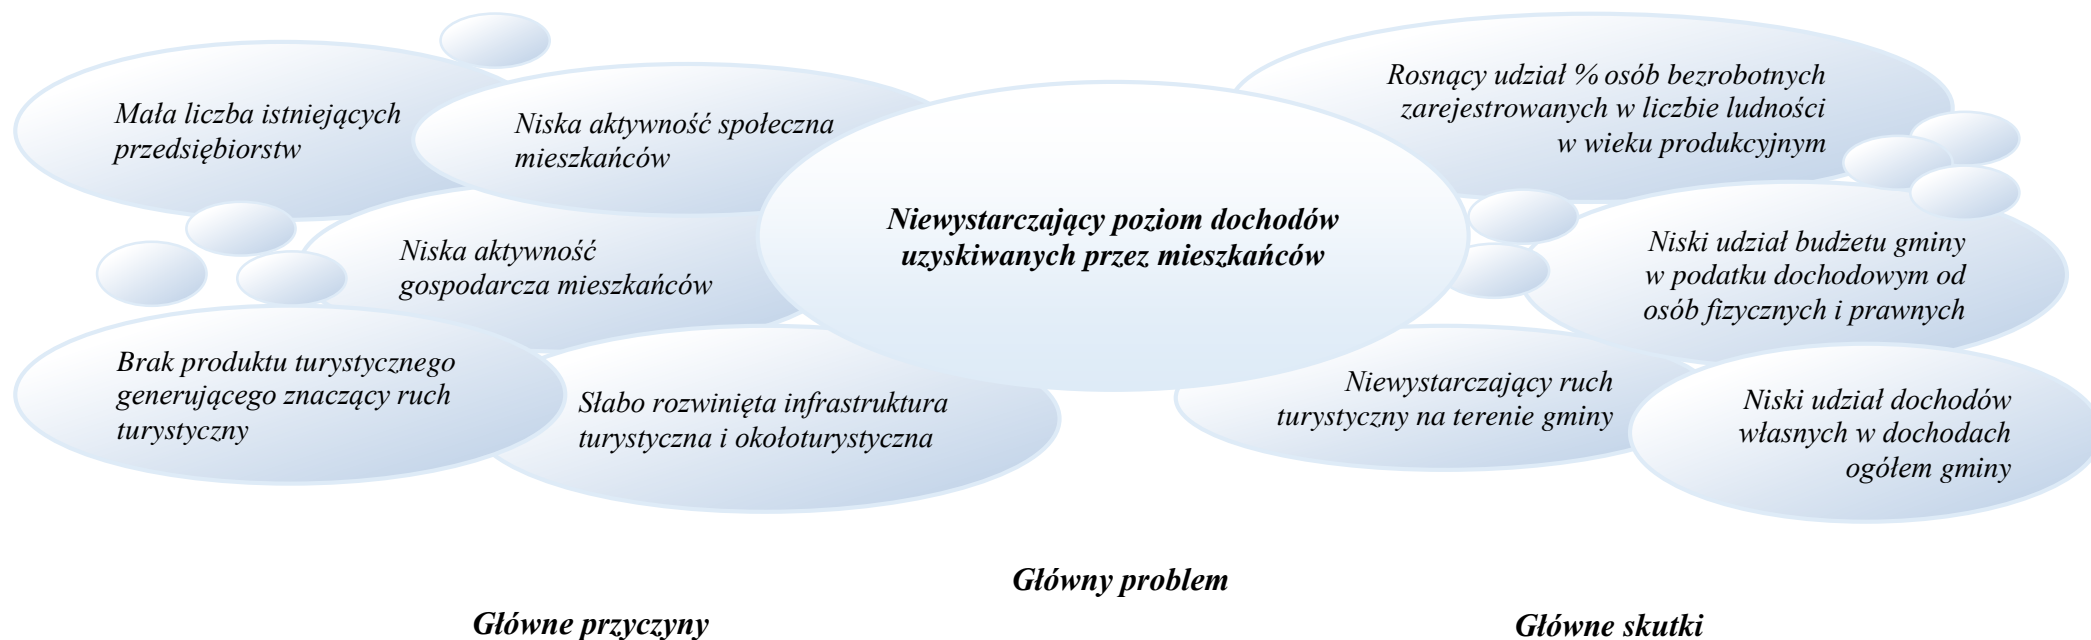 Mała liczba istniejących
przedsiębiorstw
Niska aktywność społeczna
mieszkańców
Niska aktywność
gospodarcza mieszkańców
Brak produktu turystycznego
generującego znaczący ruch
turystyczny
Słabo rozwinięta infrastruktura
turystyczna i okołoturystyczna
Niewystarczający poziom dochodów
uzyskiwanych przez mieszkańców
Rosnący udział % osób bezrobotnych
zarejestrowanych w liczbie ludności
w wieku produkcyjnym
Niski udział budżetu gminy
w podatku dochodowym od
osób fizycznych i prawnych
Niewystarczający ruch
turystyczny na terenie gminy
Niski udział dochodów
własnych w dochodach
ogółem gminy
Główny problem
Główne przyczyny
Główne skutki